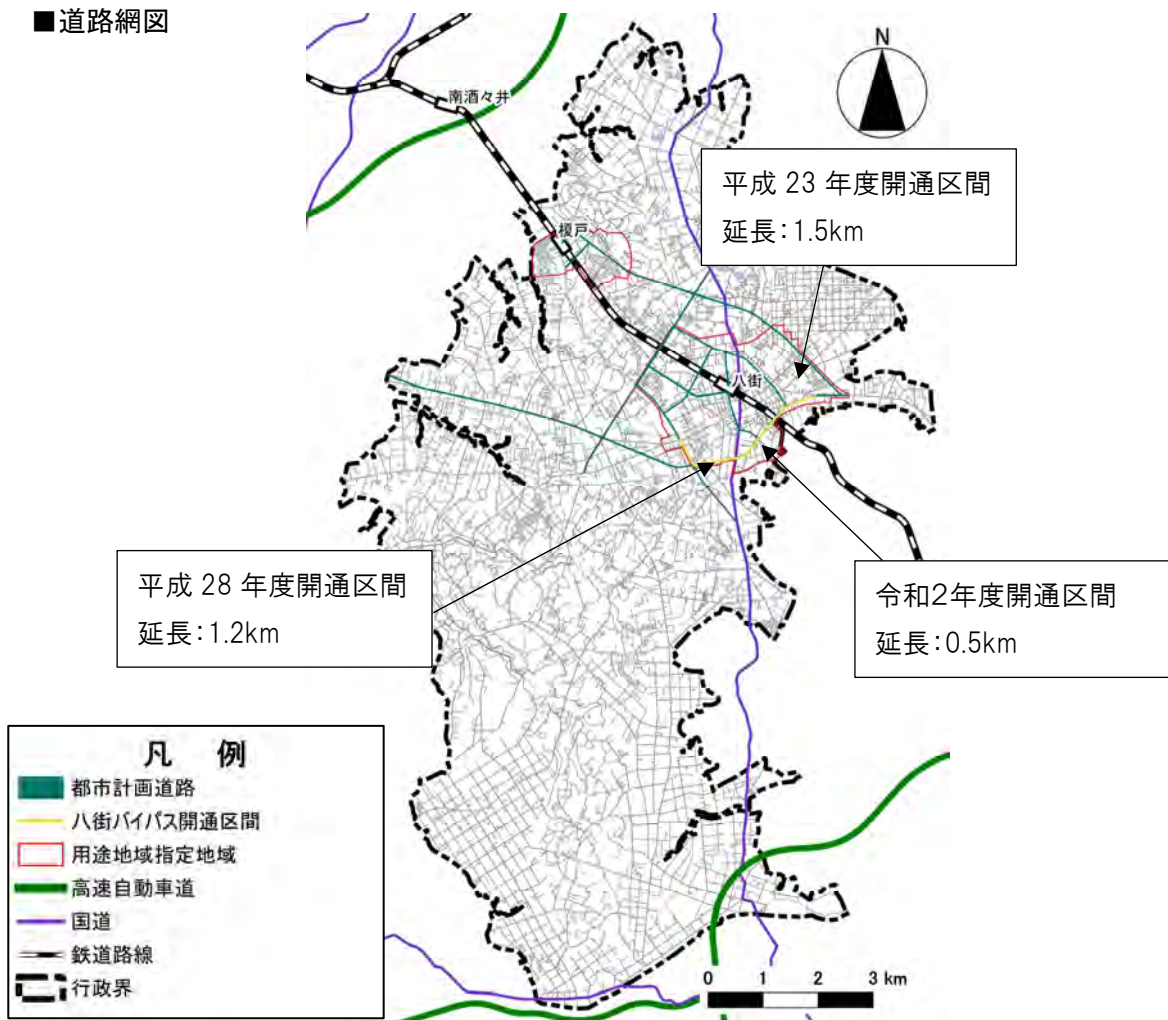 ■道路網図
N
南酒々井
平成 23 年度開通区間
延長:1.5km
榎戸
八街
平成 28 年度開通区間
延長:1.2km
令和2年度開通区間
延長:0.5km
凡 例
都市計画道路
八街バイパス開通区間
用途地域指定地域
高速自動車道
国道
鉄道路線
行政界
0 1 2 3 km